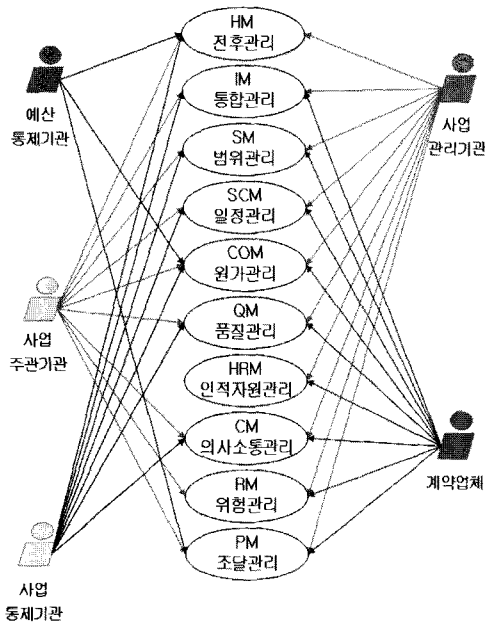 HM
전후관리
IM
통합관리
SM
범위관리
SCM
일정관리
COM
원가관리
QM
품질관리
HRM
인적자원관리
CM
의사소통관리
RM
위험관리
PM
조달관리
예산
통제기관
사업
주관기관
사업
통제기관
사업
관리기관
계약업체